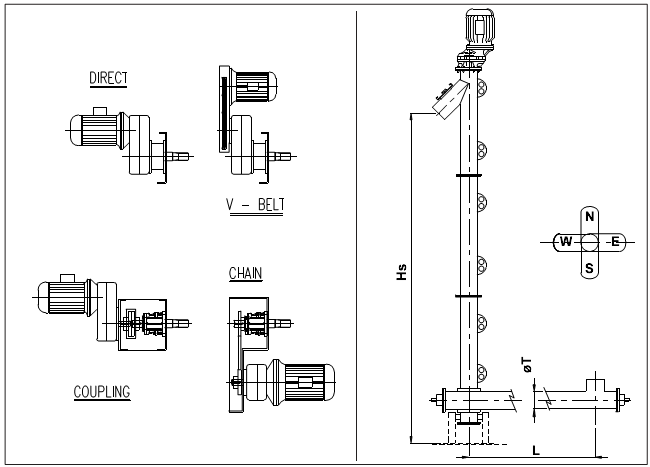 DIRECT
V - BELT
CHAIN
COUPLING
N
W E
S
Hs
øT
L